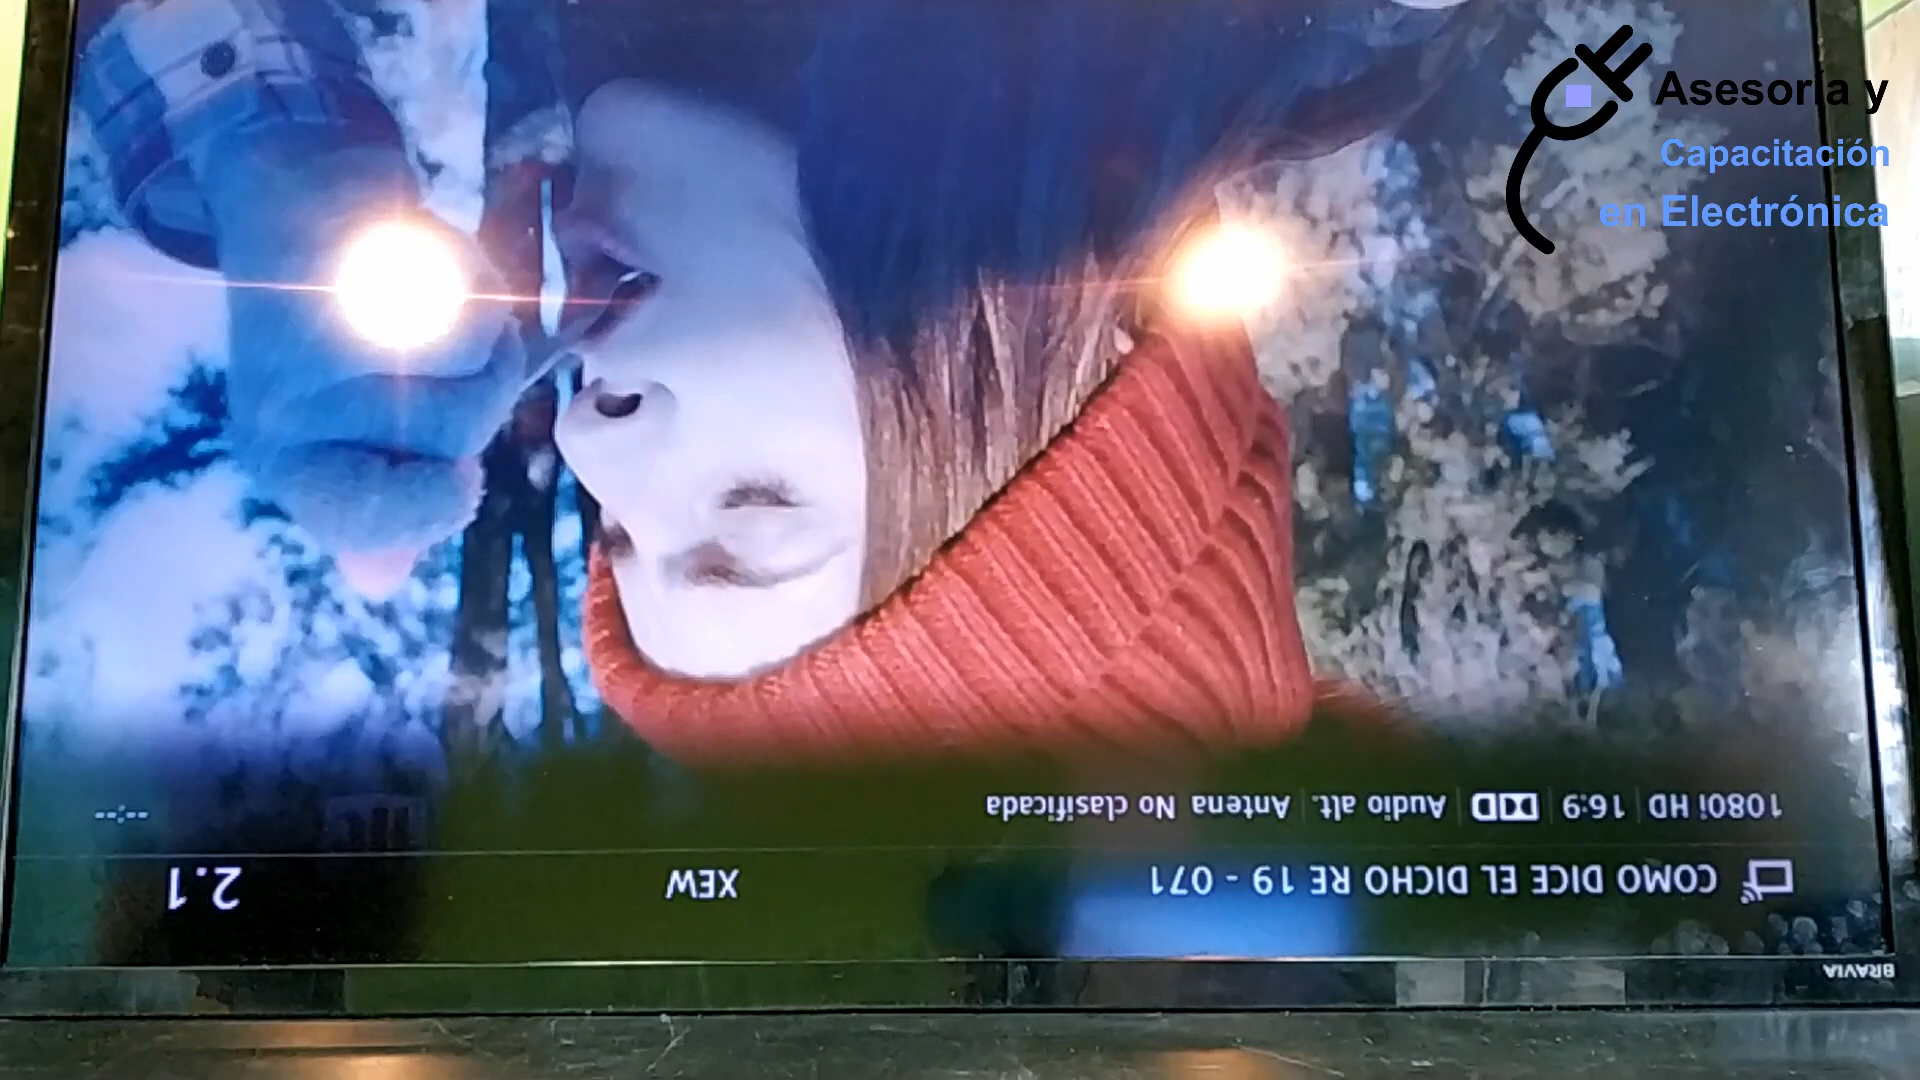 Asesoría y
Capacitación
en Electrónica
COMO DICE EL DICHO RE 19 - 071 XEW 2.1
1080i HD 16:9 DD Audio alt. Antena No clasificada --:--
BRAVIA